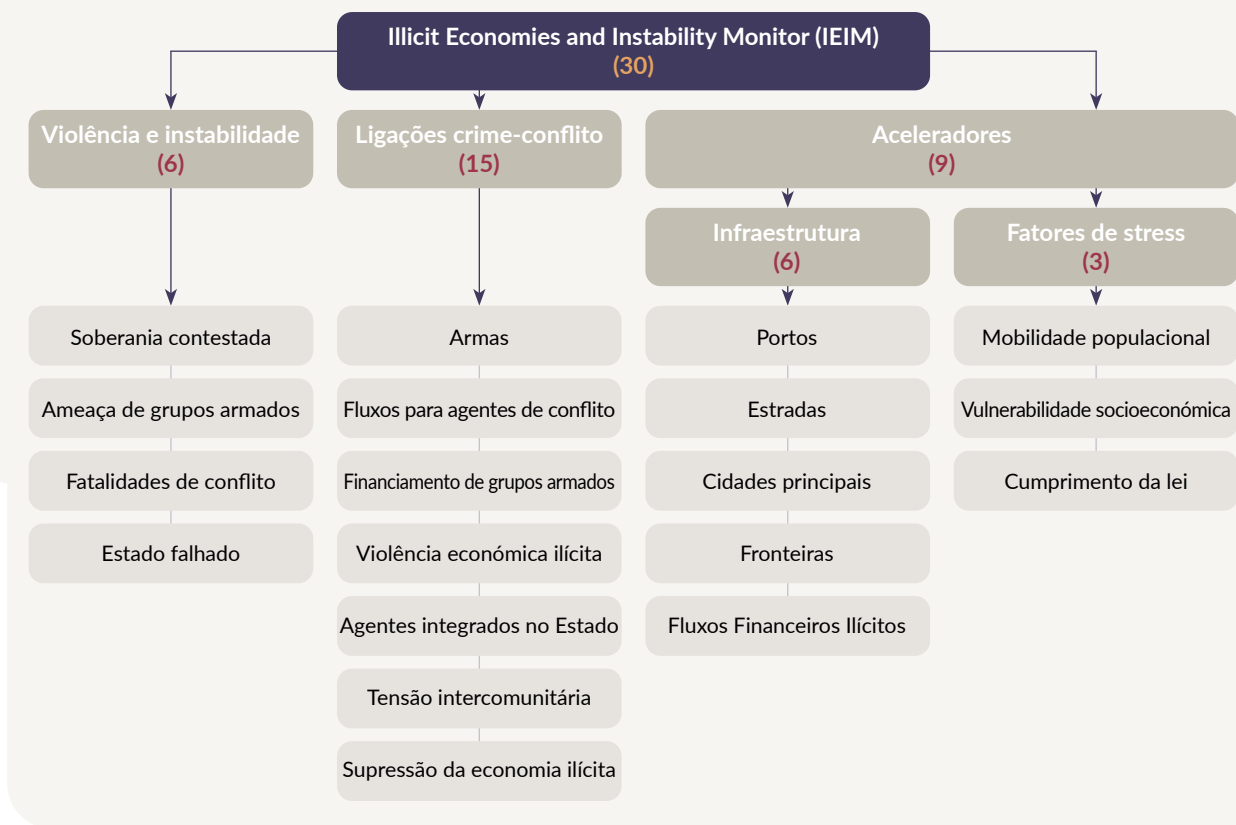 Illicit Economies and Instability Monitor (IEIM)
(30)
Violência e instabilidade
(6)
Ligações crime-conflito
(15)
Aceleradores
(9)
Infraestrutura
(6)
Fatores de stress
(3)
Soberania contestada
Ameaça de grupos armados
Fatalidades de conflito
Estado falhado
Armas
Fluxos para agentes de conflito
Financiamento de grupos armados
Violência económica ilícita
Agentes integrados no Estado
Tensão intercomunitária
Supressão da economia ilícita
Portos
Estradas
Cidades principais
Fronteiras
Fluxos Financeiros Ilícitos
Mobilidade populacional
Vulnerabilidade socioeconómica
Cumprimento da lei